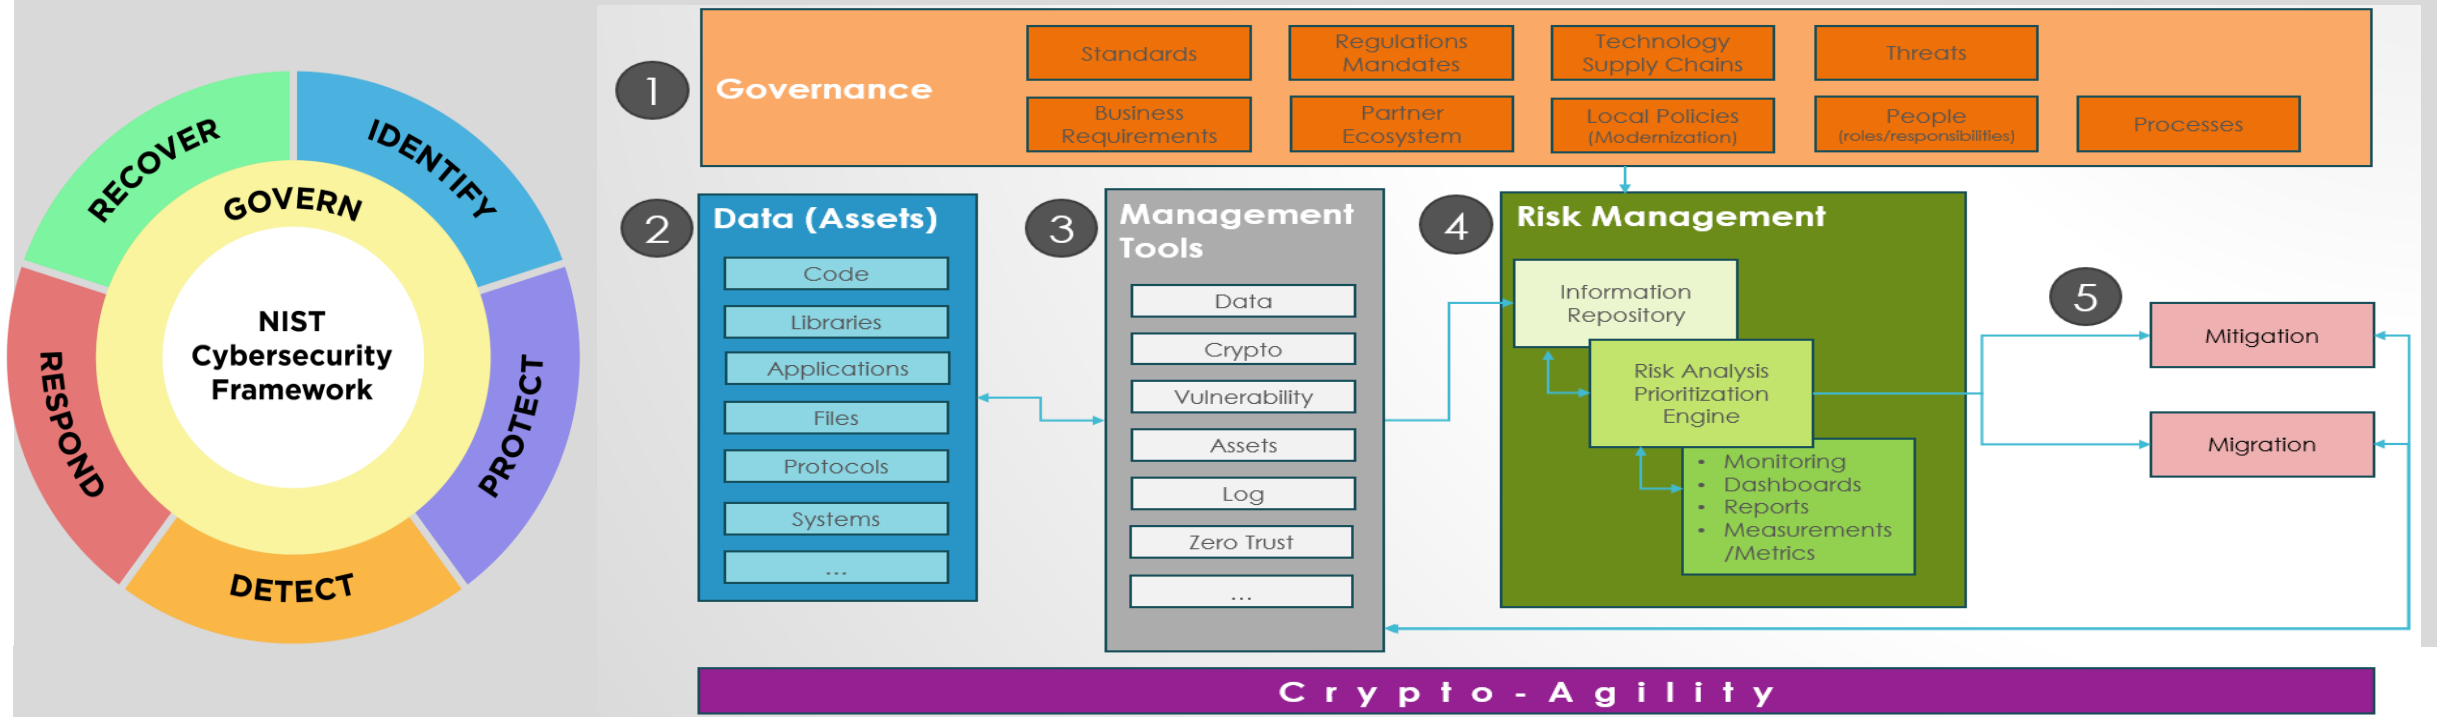 RECOVER
IDENTIFY
GOVERN
NIST
Cybersecurity
Framework
RESPOND
PROTECT
DETECT
1
Governance
Standards
Regulations
Mandates
Technology
Supply Chains
Threats
Business
Requirements
Partner
Ecosystem
Local Policies
(Modernization)
People
(roles/responsibilities)
Processes
2
Data (Assets)
Code
Libraries
Applications
Files
Protocols
Systems
...
3
Management
Tools
Data
Crypto
Vulnerability
Assets
Log
Zero Trust
...
4
Risk Management
Information
Repository
Risk Analysis
Prioritization
Engine
• Monitoring
• Dashboards
• Reports
• Measurements
/Metrics
5
Mitigation
Migration
Crypto-Agility